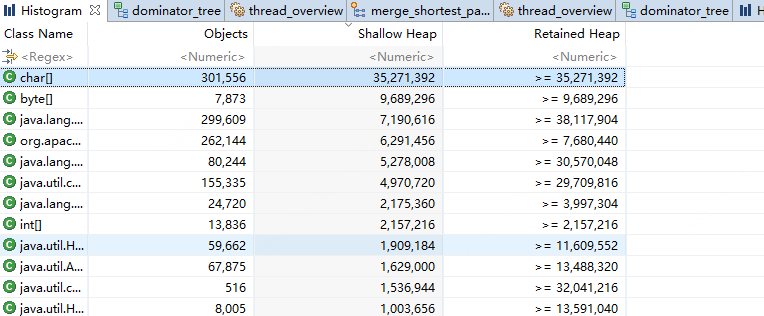 Histogram dominator_tree thread_overview merge_shortest_pa... thread_overview dominator_tree H
Class Name Objects Shallow Heap Retained Heap
<Regex> <Numeric> <Numeric> <Numeric>
char[] 301,556 35,271,392 >= 35,271,392
byte[] 7,873 9,689,296 >= 9,689,296
java.lang.... 299,609 7,190,616 >= 38,117,904
org.apac... 262,144 6,291,456 >= 7,680,440
java.lang.... 80,244 5,278,008 >= 30,570,048
java.util.c... 155,335 4,970,720 >= 29,709,816
java.lang.... 24,720 2,175,360 >= 3,997,304
int[] 13,836 2,157,216 >= 2,157,216
java.util.H... 59,662 1,909,184 >= 11,609,552
java.util.A... 67,875 1,629,000 >= 13,488,320
java.util.c... 516 1,536,944 >= 32,041,216
java.util.H... 8,005 1,003,656 >= 13,591,040